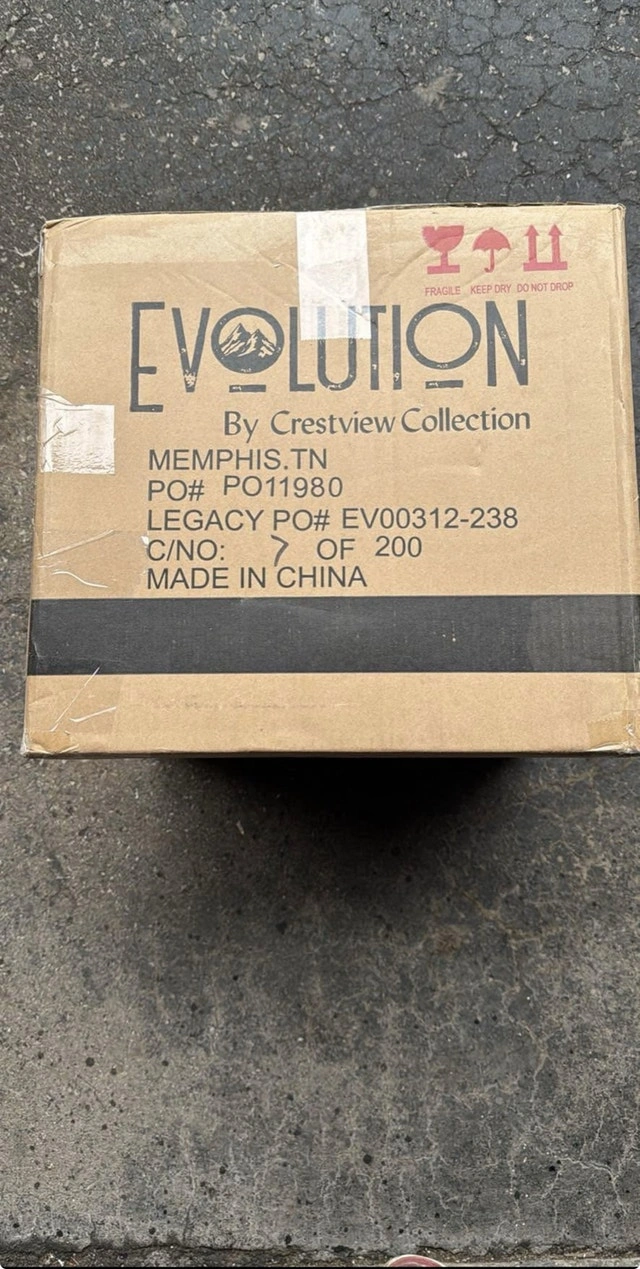 FRAGILE KEEP DRY DO NOT DROP
EVOLUTION
By Crestview Collection
MEMPHIS.TN
PO# PO11980
LEGACY PO# EV00312-238
C/NO: 7 OF 200
MADE IN CHINA